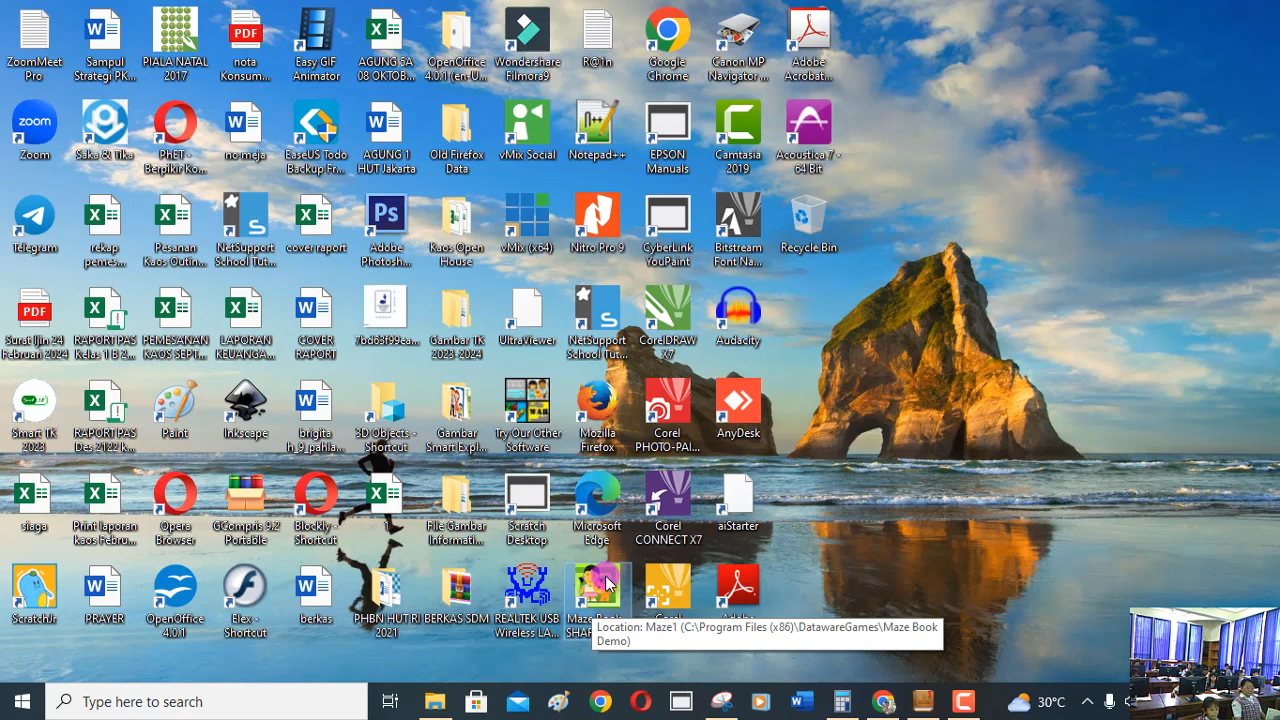 ZoomMeet
Pro
Sampul
Strategi PK...
PIALA NATAL
2017
PDF
nota
Konsum...
Easy GIF
Animator
AGUNG 5A
08 OKTOB...
OpenOffice
4.0.1 (en-U...
Wondershare
Filmora9
R@1n
Google
Chrome
Canon MP
Navigator ...
Adobe
Acrobat...
zoom
Zoom
Saka & Tika
PhET -
Berpikir Ko...
no meja
EaseUS Todo
Backup Fr...
AGUNG 1
HUT Jakarta
Old Firefox
Data
vMix Social
Notepad++
EPSON
Manuals
Camtasia
2019
Acoustica 7 -
64 Bit
Telegram
rekap
pemes...
Pesanan
Kaos Outin...
NetSupport
School Tut...
cover raport
Ps
Adobe
Photosh...
Kaos Open
House
vMix (x64)
Nitro Pro 9
CyberLink
YouPaint
Bitstream
Font Na...
Recycle Bin
PDF
Surat Ijin 24
Februari 2024
RAPORT PAS
Kelas 1 B 2...
PEMESANAN
KAOS SEPT...
LAPORAN
KEUANGA...
COVER
RAPORT
7bd63f99ea...
Gambar TK
2023-2024
UltraViewer
NetSupport
School Tut...
CorelDRAW
X7
Audacity
Smart TK
2023
RAPORT PAS
Des 2122 K...
Paint
Inkscape
brigita
h_9_pahla...
3D Objects -
Shortcut
Gambar
Smart Expl...
Try Our Other
Software
Mozilla
Firefox
Corel
PHOTO-PAI...
AnyDesk
siaga
Print laporan
kaos Febru...
Opera
Browser
GCompris 9.2
Portable
Blockly -
Shortcut
1
File Gambar
Informati...
Scratch
Desktop
Microsoft
Edge
Corel
CONNECT X7
aiStarter
ScratchJr
PRAYER
OpenOffice
4.0.1
Elex -
Shortcut
berkas
PHBN HUT RI
2021
BERKAS SDM
REALTEK USB
Wireless LA...
Maze Book
Corel
Adobe
Location: Maze1 (C:\Program Files (x86)\DatawareGames\Maze Book
Demo)
Type here to search
30°C